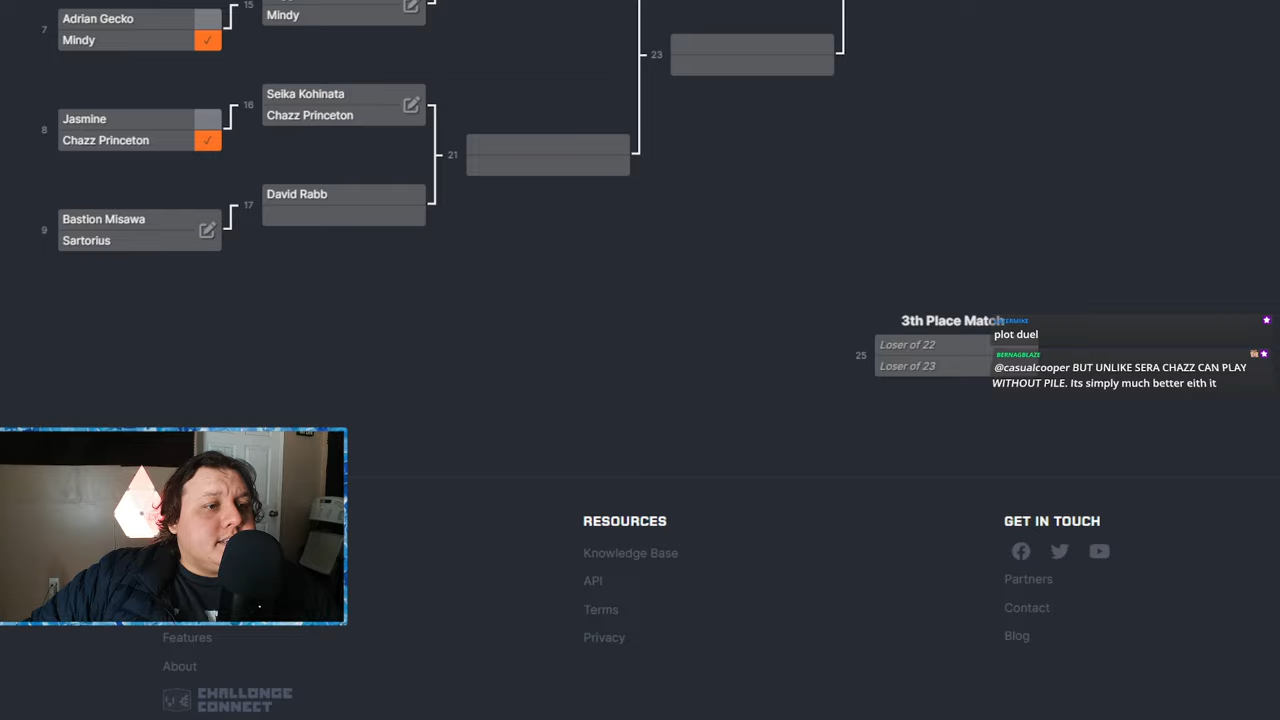 7
Adrian Gecko
Mindy
✓
15
Mindy
8
Jasmine
Chazz Princeton
✓
16
Seika Kohinata
Chazz Princeton
9
Bastion Misawa
Sartorius
17
David Rabb
21
23
3th Place Match
25
Loser of 22
Loser of 23
plot duel
BERNAGBLAZE
@casualcooper BUT UNLIKE SERA CHAZZ CAN PLAY
WITHOUT PILE. Its simply much better eith it
Features
About
CHALLONGE
CONNECT
RESOURCES
Knowledge Base
API
Terms
Privacy
GET IN TOUCH
Partners
Contact
Blog